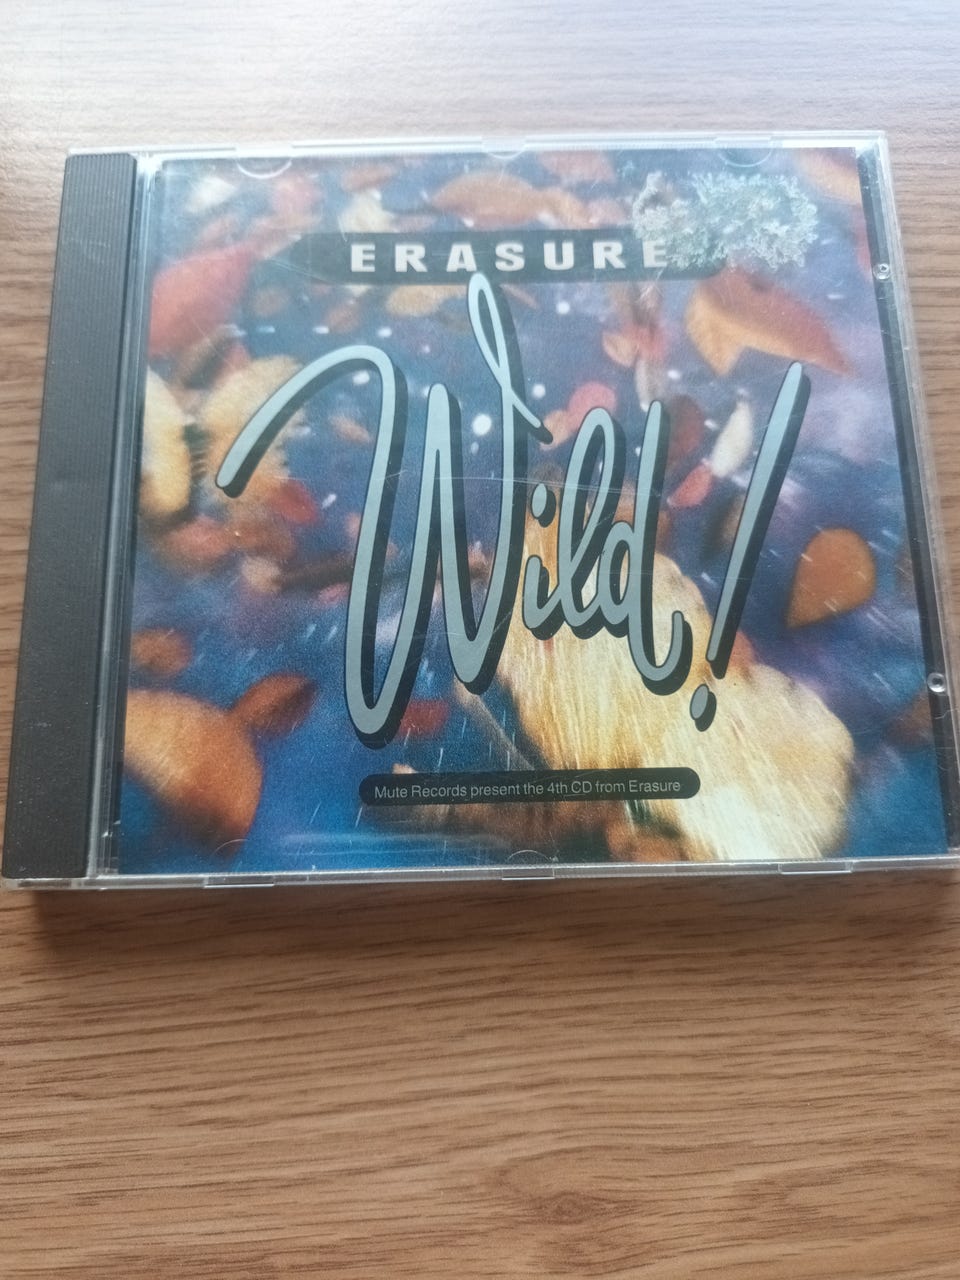 ERASURE
Wild!
Mute Records present the 4th CD from Erasure